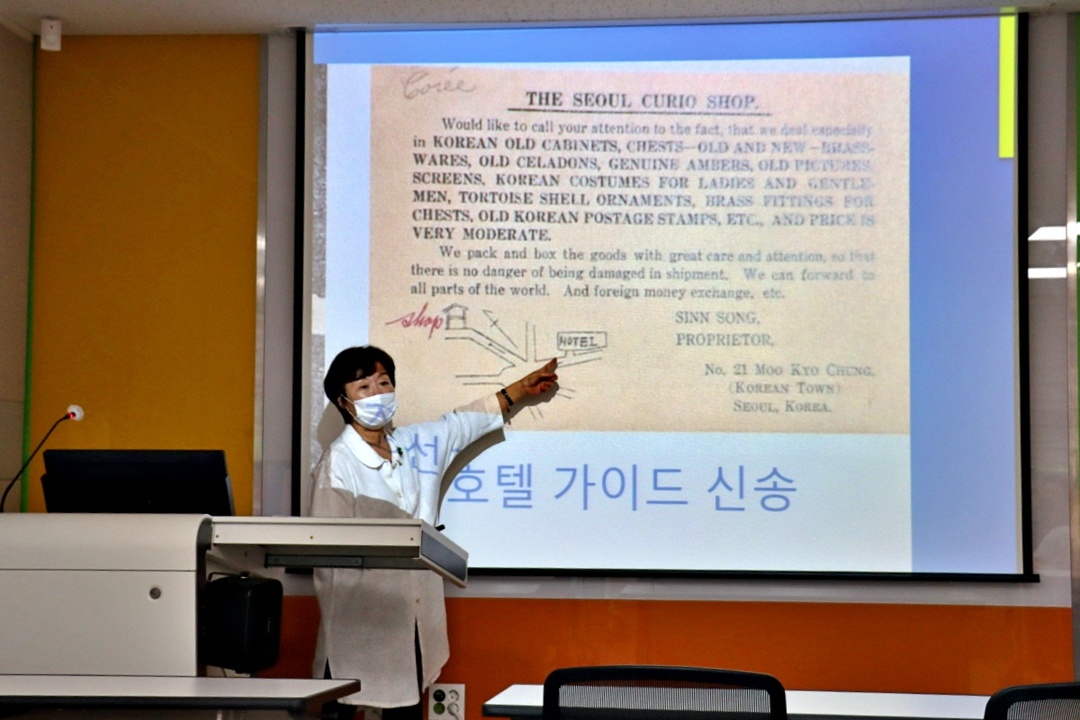 Corée
THE SEOUL CURIO SHOP.
Would like to call your attention to the fact, that we deal especially
in KOREAN OLD CABINETS, CHESTS—OLD AND NEW—BRASS-
WARES, OLD CELADONS, GENUINE AMBERS, OLD PICTURES,
SCREENS, KOREAN COSTUMES FOR LADIES AND GENTLE-
MEN, TORTOISE SHELL ORNAMENTS, BRASS FITTINGS FOR
CHESTS, OLD KOREAN POSTAGE STAMPS, ETC., AND PRICE IS
VERY MODERATE.
We pack and box the goods with great care and attention, so that
there is no danger of being damaged in shipment. We can forward to
all parts of the world. And foreign money exchange, etc.
shop
HOTEL
SINN SONG,
PROPRIETOR,
No. 21 Moo Kyo Chung,
(Korean Town)
Seoul, Korea.
선호텔 가이드 신송